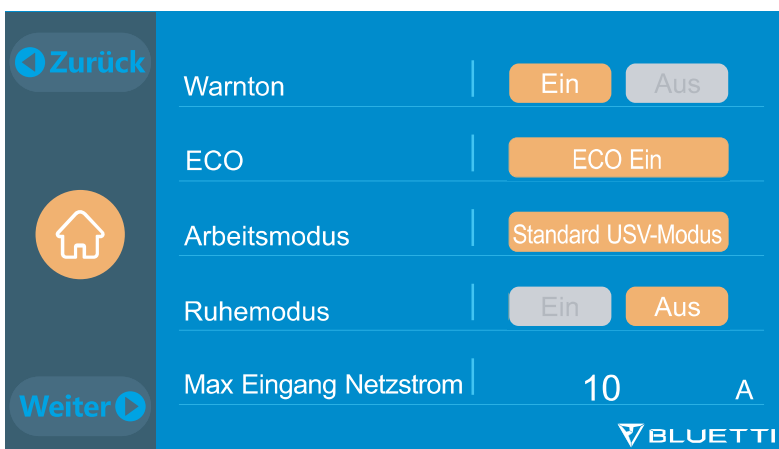 Zurück
Warnton Ein Aus
ECO ECO Ein
Arbeitsmodus Standard USV-Modus
Ruhemodus Ein Aus
Max Eingang Netzstrom 10 A
Weiter
BLUETTI